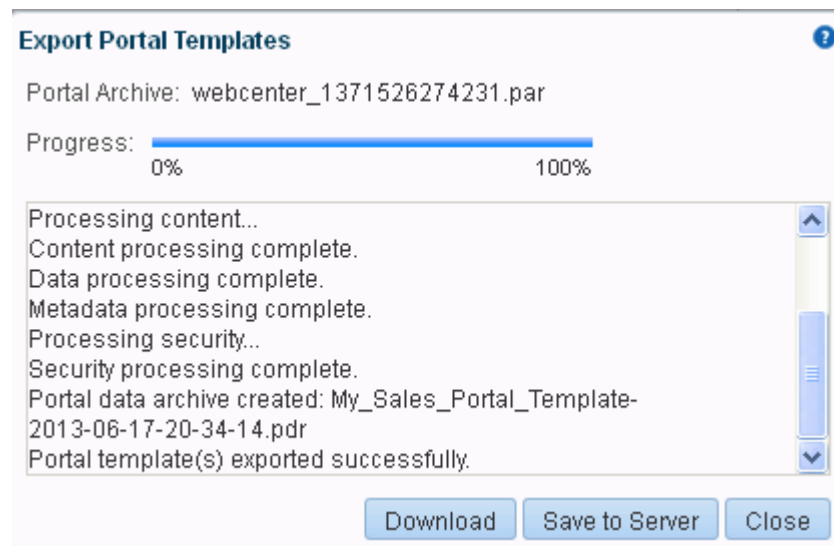 Export Portal Templates
?
Portal Archive: webcenter_1371526274231.par
Progress:
0% 100%
Processing content...
Content processing complete.
Data processing complete.
Metadata processing complete.
Processing security...
Security processing complete.
Portal data archive created: My_Sales_Portal_Template-
2013-06-17-20-34-14.pdr
Portal template(s) exported successfully.
Download Save to Server Close